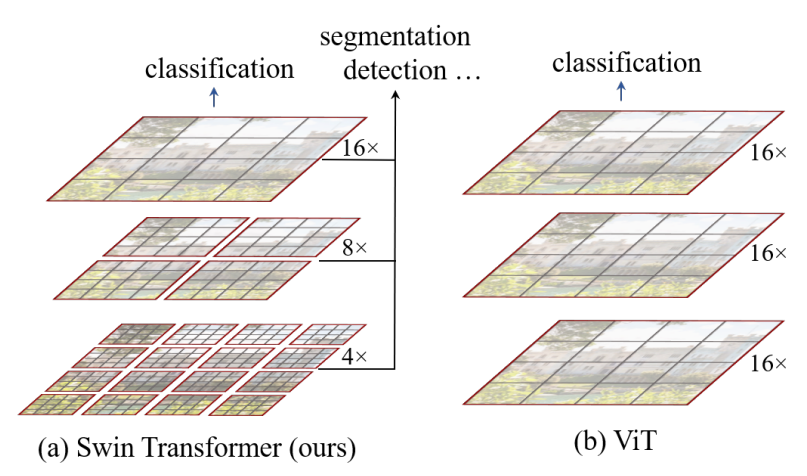 segmentation
classification
detection ...
classification
16×
16×
8×
16×
4×
16×
(a) Swin Transformer (ours)
(b) ViT